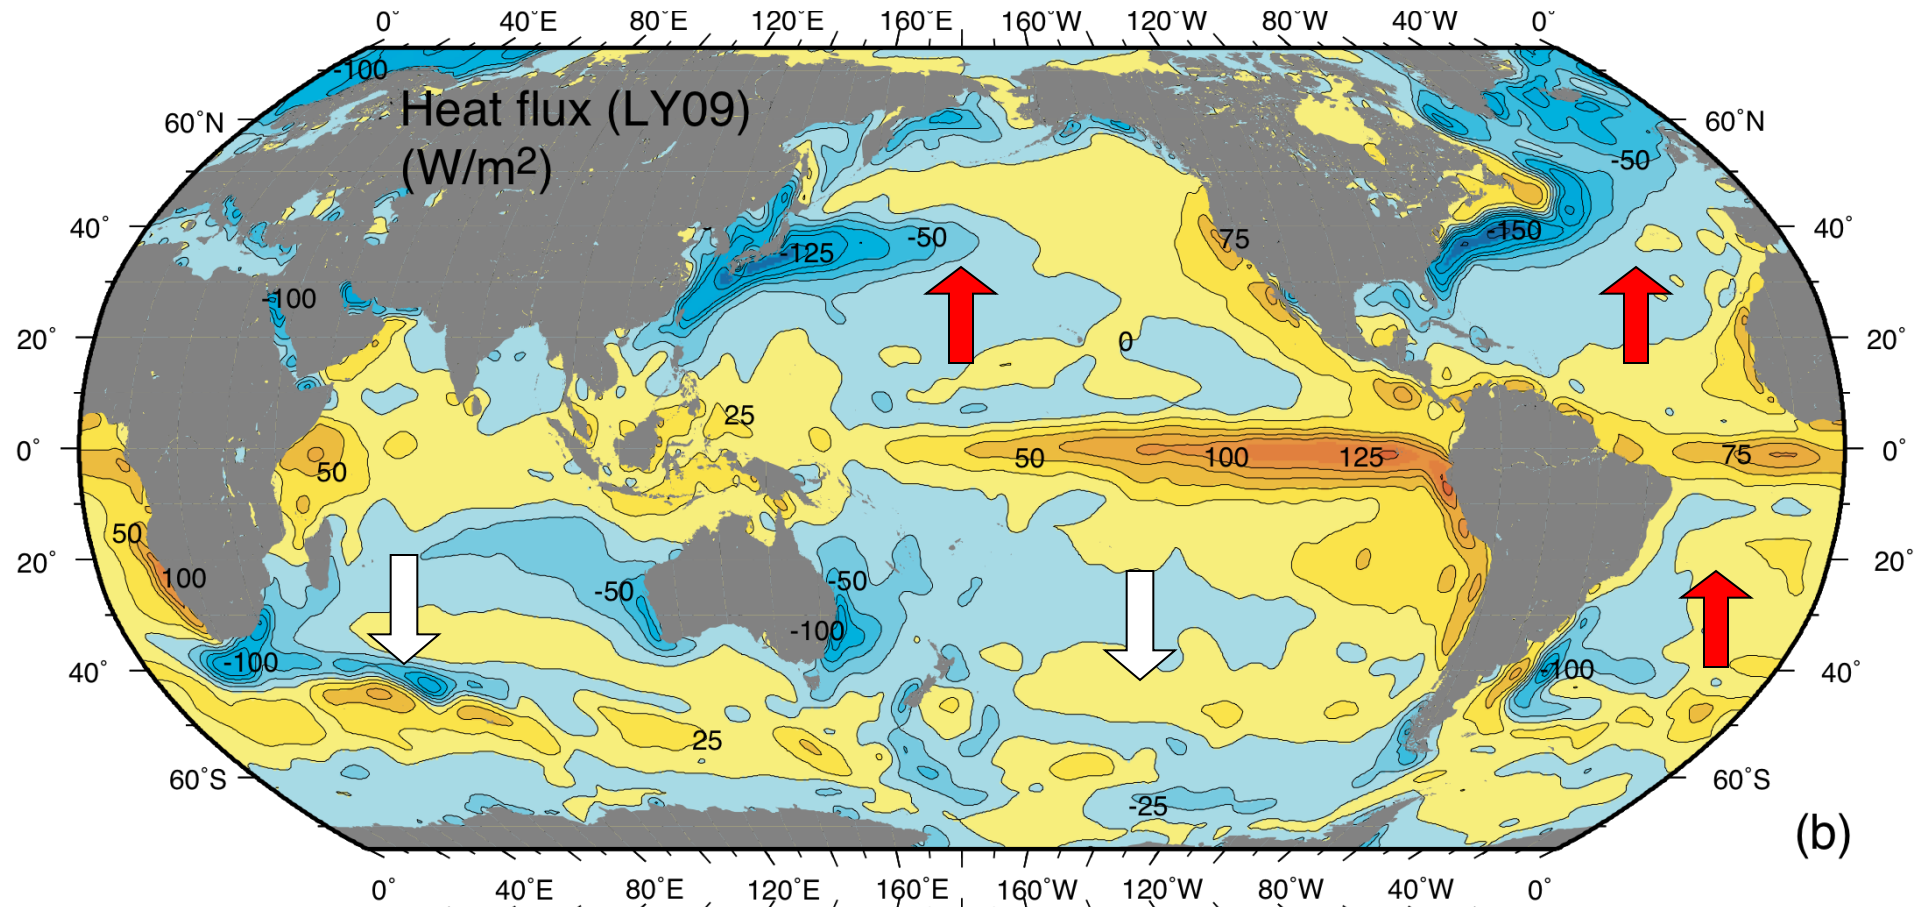 0° 40°E 80°E 120°E 160°E 160°W 120°W 80°W 40°W 0°
-100
Heat flux (LY09)
(W/m2)
60°N 60°N
-50
40° 75 -150 40°
-125 -50
-100
20° 0 20°
25
0° 50 50 100 125 75 0°
50
20° 100 -50 -50 20°
-100
40° -100 -100 40°
25
60°S -25 60°S
(b)
0° 40°E 80°E 120°E 160°E 160°W 120°W 80°W 40°W 0°